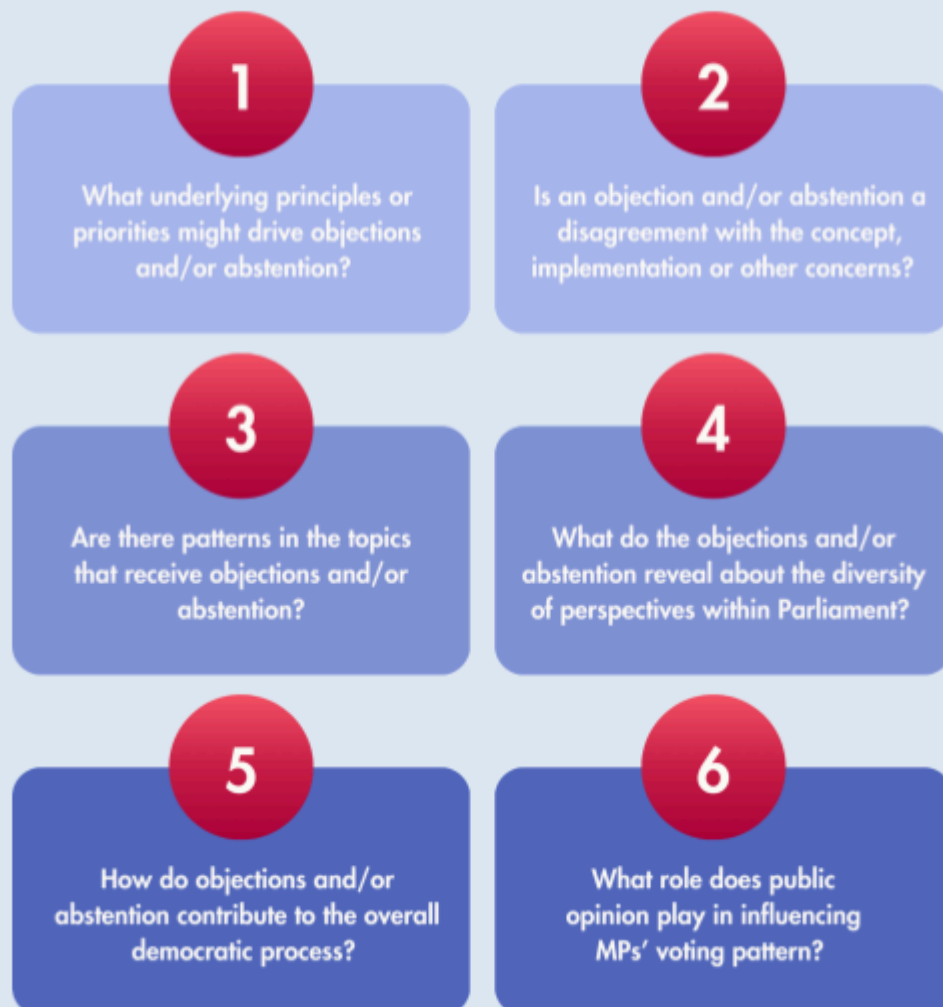 1
What underlying principles or
priorities might drive objections
and/or abstention?
2
Is an objection and/or abstention a
disagreement with the concept,
implementation or other concerns?
3
Are there patterns in the topics
that receive objections and/or
abstention?
4
What do the objections and/or
abstention reveal about the diversity
of perspectives within Parliament?
5
How do objections and/or
abstention contribute to the overall
democratic process?
6
What role does public
opinion play in influencing
MPs' voting pattern?